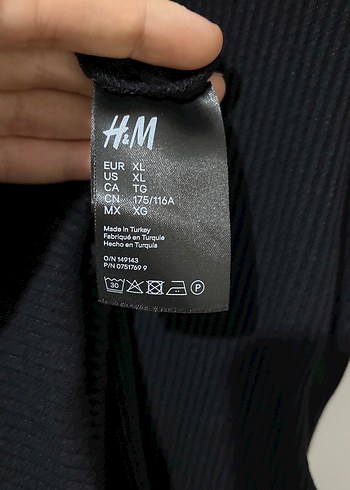 H&M
EUR XL
US XL
CA TG
CN 175/116A
MX XG
Made in Turkey
Fabriqué en Turquie
Hecho en Turquía
O/N 149143
P/N 0751769 9
30 P